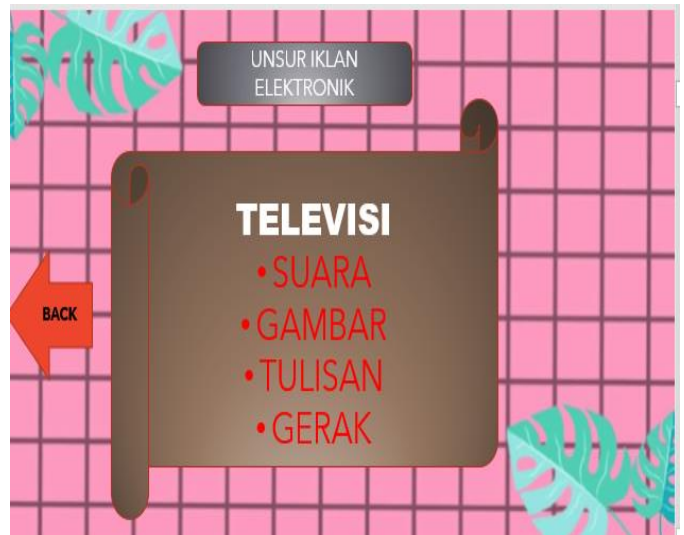 UNSUR IKLAN
ELEKTRONIK
TELEVISI
•SUARA
•GAMBAR
•TULISAN
•GERAK
BACK